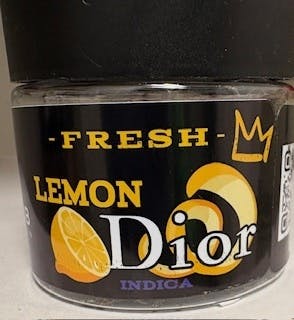 -FRESH-
LEMON
Dior
INDICA